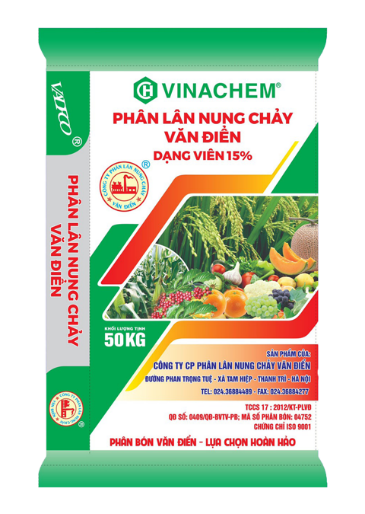 VINACHEM®
PHÂN LÂN NUNG CHẢY
VĂN ĐIỂN
DẠNG VIÊN 15%
VAFCO ®
PHÂN LÂN NUNG CHẢY
VĂN ĐIỂN
CÔNG TY PHÂN LÂN NUNG CHẢY
VĂN ĐIỂN
®
KHỐI LƯỢNG TỊNH
50KG
SẢN PHẨM CỦA:
CÔNG TY CP PHÂN LÂN NUNG CHẢY VĂN ĐIỂN
ĐƯỜNG PHAN TRỌNG TUỆ - XÃ TAM HIỆP - THANH TRÌ - HÀ NỘI
TEL: 024.36884489 - FAX: 024.36884277
TCCS 17 : 2012/KT-PLVĐ
QĐ SỐ: 0409/QĐ-BVTV-PB; MÃ SỐ PHÂN BÓN: 04752
CHỨNG CHỈ ISO 9001
PHÂN BÓN VĂN ĐIỂN - LỰA CHỌN HOÀN HẢO